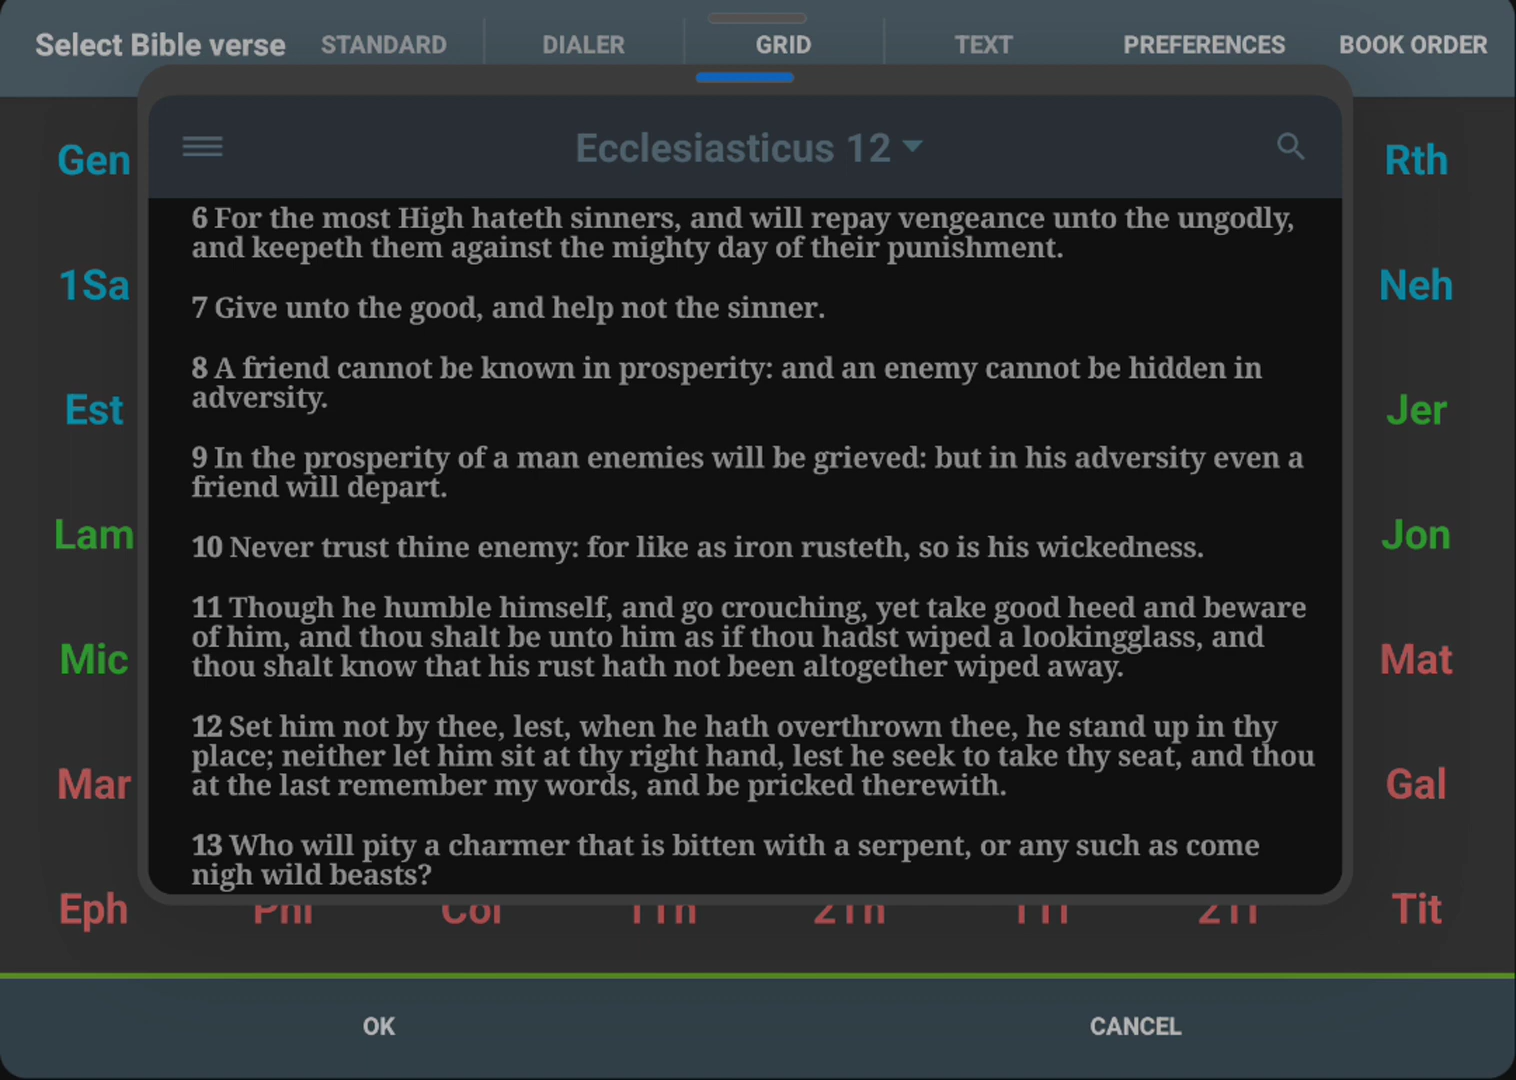 Select Bible verse STANDARD DIALER GRID TEXT PREFERENCES BOOK ORDER
Ecclesiasticus 12
Gen Rth
6 For the most High hateth sinners, and will repay vengeance unto the ungodly,
and keepeth them against the mighty day of their punishment.
1Sa Neh
7 Give unto the good, and help not the sinner.
8 A friend cannot be known in prosperity: and an enemy cannot be hidden in
adversity.
Est Jer
9 In the prosperity of a man enemies will be grieved: but in his adversity even a
friend will depart.
Lam Jon
10 Never trust thine enemy: for like as iron rusteth, so is his wickedness.
11 Though he humble himself, and go crouching, yet take good heed and beware
of him, and thou shalt be unto him as if thou hadst wiped a lookingglass, and
thou shalt know that his rust hath not been altogether wiped away.
Mic Mat
12 Set him not by thee, lest, when he hath overthrown thee, he stand up in thy
place; neither let him sit at thy right hand, lest he seek to take thy seat, and thou
at the last remember my words, and be pricked therewith.
Mar Gal
13 Who will pity a charmer that is bitten with a serpent, or any such as come
nigh wild beasts?
Eph Col 2Th Tit
OK CANCEL